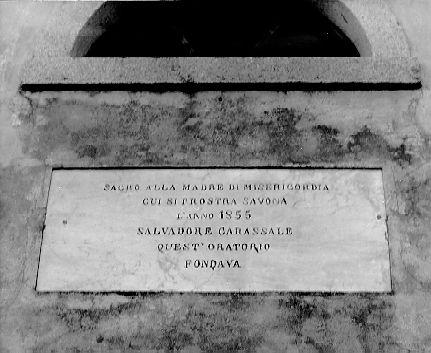 SACRO ALLA MADRE DI MISERICORDIA
CUI SI PROSTRA SAVONA
L'ANNO 1855
SALVADORE CARASSALE
QUEST'ORATORIO
FONDAVA